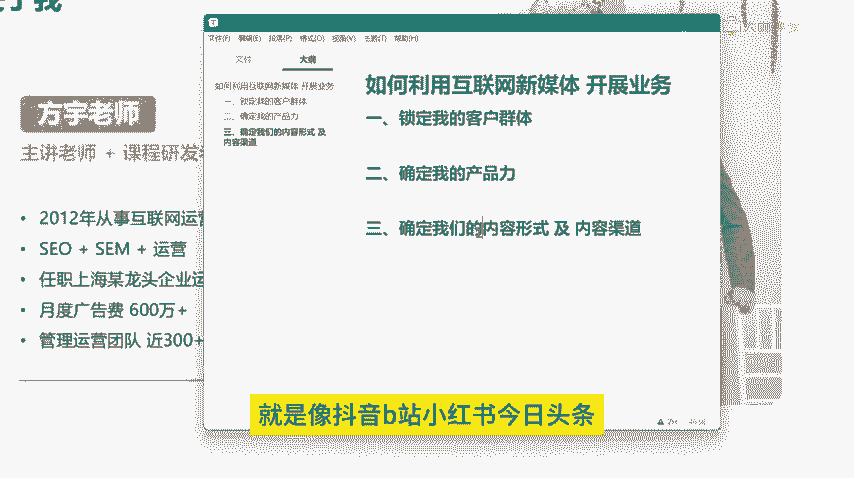 了我
文件(F) 编辑(E) 段落(P) 格式(O) 视图(V) 主题(T) 帮助(H)
文件 大纲
如何利用互联网新媒体 开展业务
一、锁定我的客户群体
二、确定我的产品力
三、确定我们的内容形式 及
内容渠道
如何利用互联网新媒体 开展业务
一、锁定我的客户群体
二、确定我的产品力
三、确定我们的内容形式 及 内容渠道
方宇老师
主讲老师 + 课程研发
• 2012年从事互联网运营
• SEO + SEM + 运营
• 任职上海某龙头企业运
• 月度广告费 600万+
• 管理运营团队 近300+
就是像抖音b站小红书今日头条